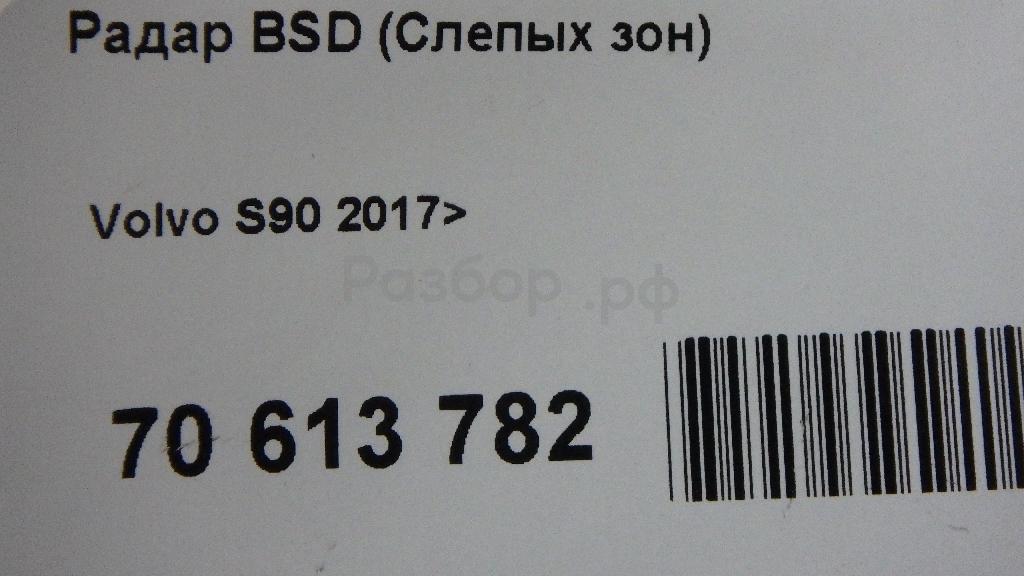 Радар BSD (Слепых зон)
Volvo S90 2017>
Разбор.рф
70 613 782